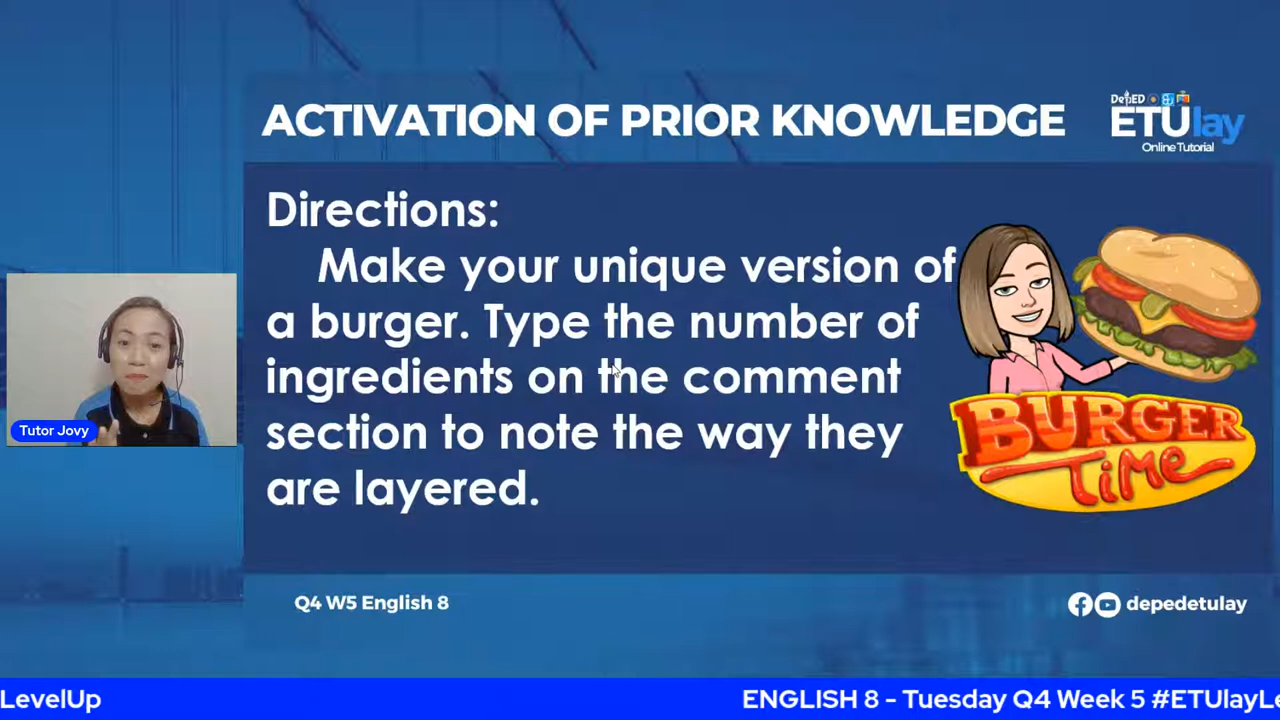 ACTIVATION OF PRIOR KNOWLEDGE
DepED
ETUlay
Online Tutorial
Directions:
Make your unique version of
a burger. Type the number of
ingredients on the comment
section to note the way they
are layered.
BURGER
TiMe
Tutor Jovy
Q4 W5 English 8
depedetulay
LevelUp
ENGLISH 8 - Tuesday Q4 Week 5 #ETUlayLe